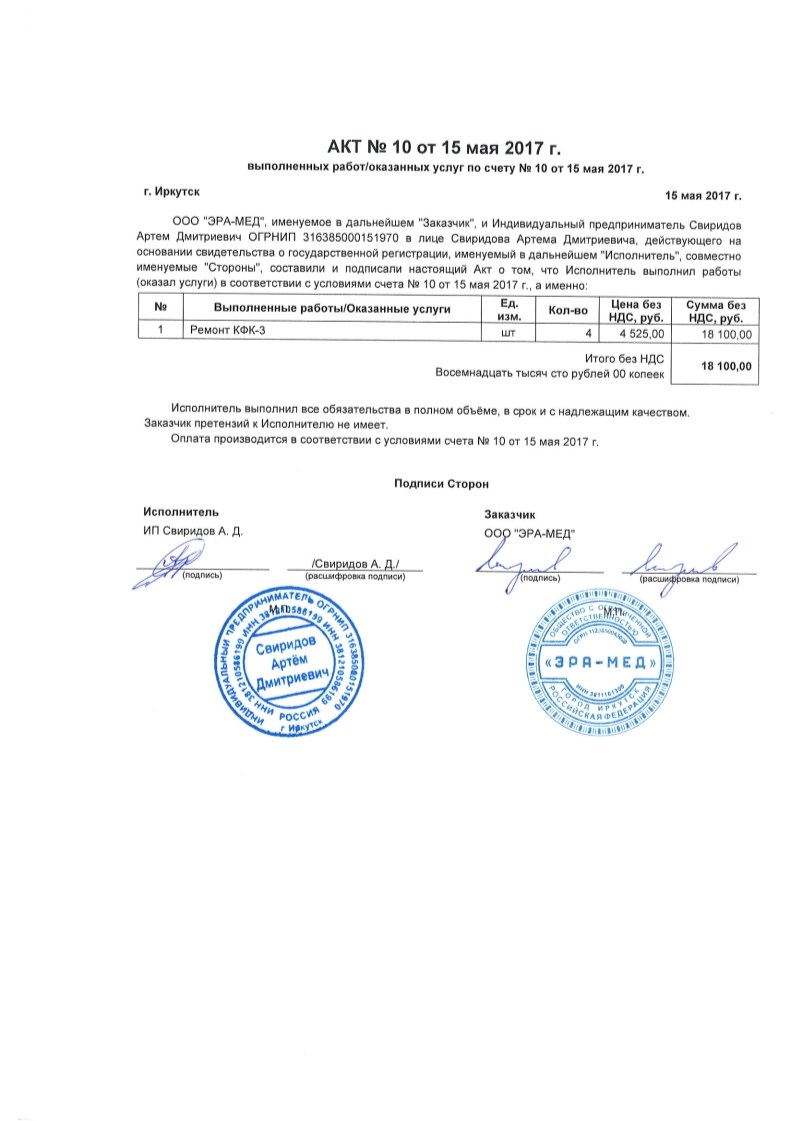 АКТ № 10 от 15 мая 2017 г.
выполненных работ/оказанных услуг по счету № 10 от 15 мая 2017 г.
г. Иркутск
15 мая 2017 г.
ООО "ЭРА-МЕД", именуемое в дальнейшем "Заказчик", и Индивидуальный предприниматель Свиридов
Артем Дмитриевич ОГРНИП 316385000151970 в лице Свиридова Артема Дмитриевича, действующего на
основании свидетельства о государственной регистрации, именуемый в дальнейшем "Исполнитель", совместно
именуемые "Стороны", составили и подписали настоящий Акт о том, что Исполнитель выполнил работы
(оказал услуги) в соответствии с условиями счета № 10 от 15 мая 2017 г., а именно:
№ Выполненные работы/Оказанные услуги Ед. изм. Кол-во Цена без НДС, руб. Сумма без НДС, руб.
1 Ремонт КФК-3 шт 4 4 525,00 18 100,00
Итого без НДС
Восемнадцать тысяч сто рублей 00 копеек
18 100,00
Исполнитель выполнил все обязательства в полном объёме, в срок и с надлежащим качеством.
Заказчик претензий к Исполнителю не имеет.
Оплата производится в соответствии с условиями счета № 10 от 15 мая 2017 г.
Подписи Сторон
Исполнитель
ИП Свиридов А. Д.
/Свиридов А. Д./
(подпись) (расшифровка подписи)
М.П.
ИНДИВИДУАЛЬНЫЙ ПРЕДПРИНИМАТЕЛЬ ОГРНИП 316385000151970
ИНН 381210586199 ИНН 381210586199
Свиридов
Артём
Дмитриевич
РОССИЯ
г Иркутск
Заказчик
ООО "ЭРА-МЕД"
(подпись) (расшифровка подписи)
М.П.
ОБЩЕСТВО С ОГРАНИЧЕННОЙ
ОТВЕТСТВЕННОСТЬЮ
«ЭРА-МЕД»
ГОРОД ИРКУТСК
РОССИЙСКАЯ ФЕДЕРАЦИЯ